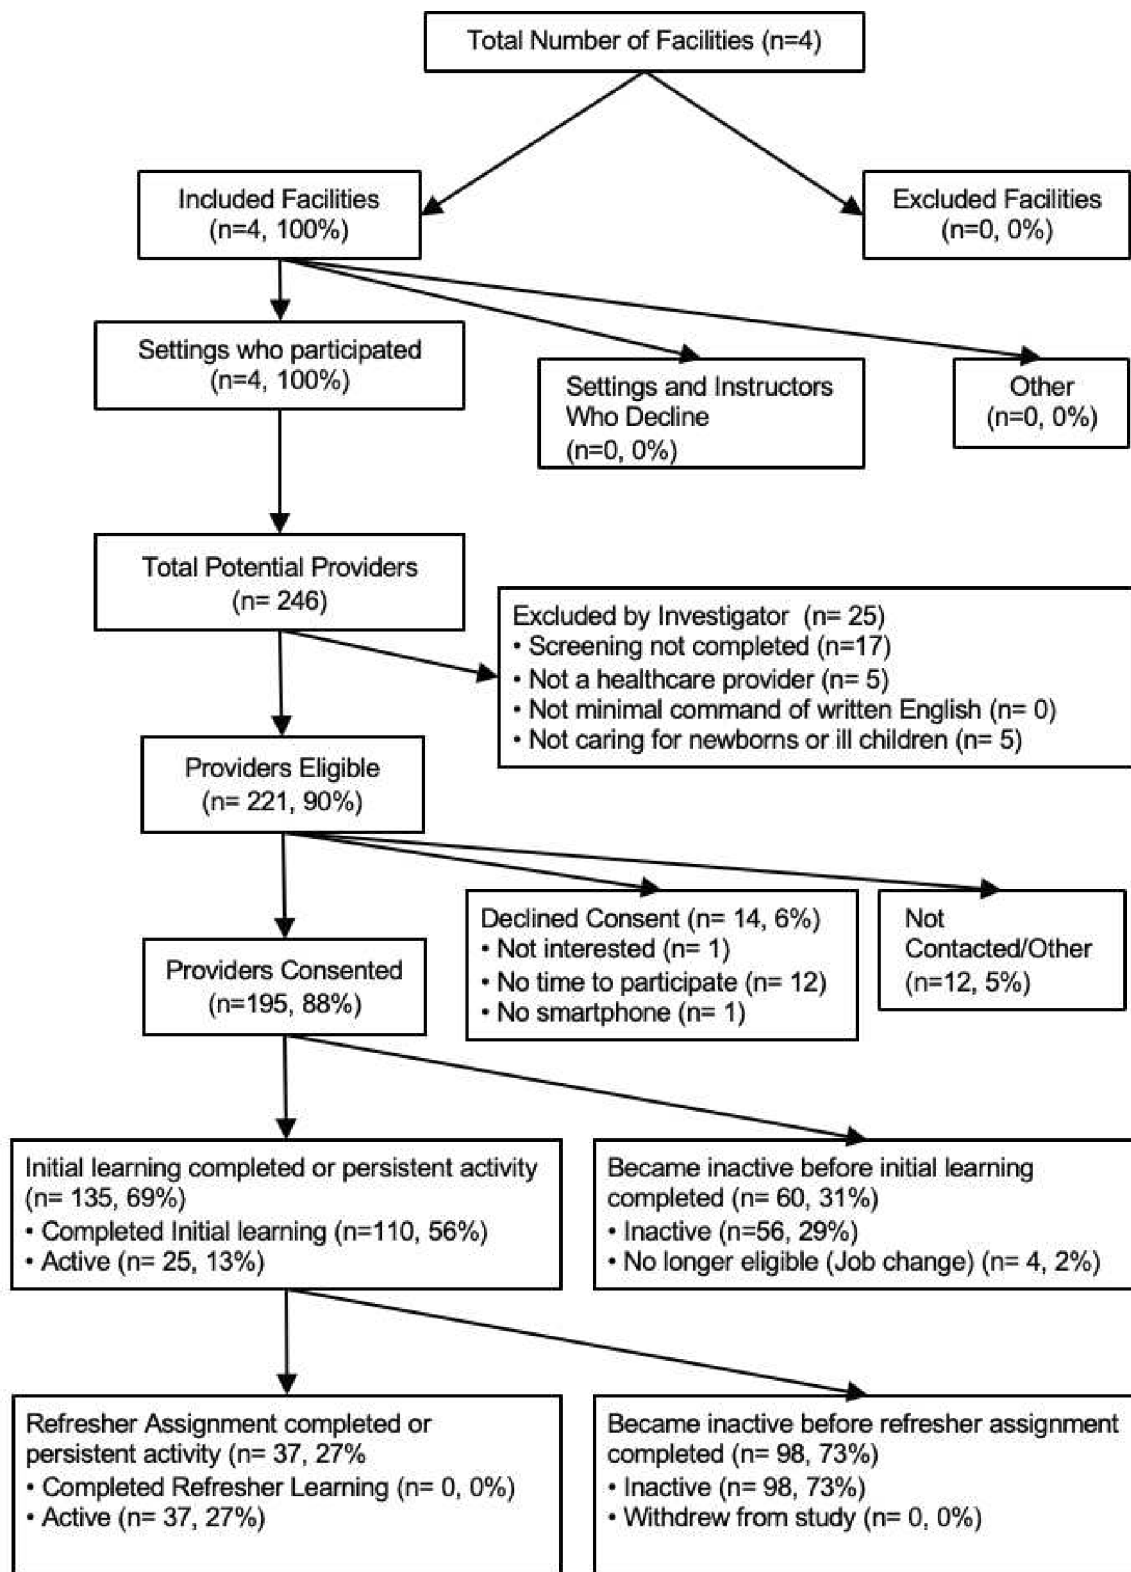 Total Number of Facilities (n=4)
Included Facilities
(n=4, 100%)
Excluded Facilities
(n=0, 0%)
Settings who participated
(n=4, 100%)
Settings and Instructors
Who Decline
(n=0, 0%)
Other
(n=0, 0%)
Total Potential Providers
(n= 246)
Excluded by Investigator (n= 25)
• Screening not completed (n=17)
• Not a healthcare provider (n= 5)
• Not minimal command of written English (n= 0)
• Not caring for newborns or ill children (n= 5)
Providers Eligible
(n= 221, 90%)
Declined Consent (n= 14, 6%)
• Not interested (n= 1)
• No time to participate (n= 12)
• No smartphone (n= 1)
Not
Contacted/Other
(n=12, 5%)
Providers Consented
(n=195, 88%)
Initial learning completed or persistent activity
(n= 135, 69%)
• Completed Initial learning (n=110, 56%)
• Active (n= 25, 13%)
Became inactive before initial learning
completed (n= 60, 31%)
• Inactive (n=56, 29%)
• No longer eligible (Job change) (n= 4, 2%)
Refresher Assignment completed or
persistent activity (n= 37, 27%
• Completed Refresher Learning (n= 0, 0%)
• Active (n= 37, 27%)
Became inactive before refresher assignment
completed (n= 98, 73%)
• Inactive (n= 98, 73%)
• Withdrew from study (n= 0, 0%)